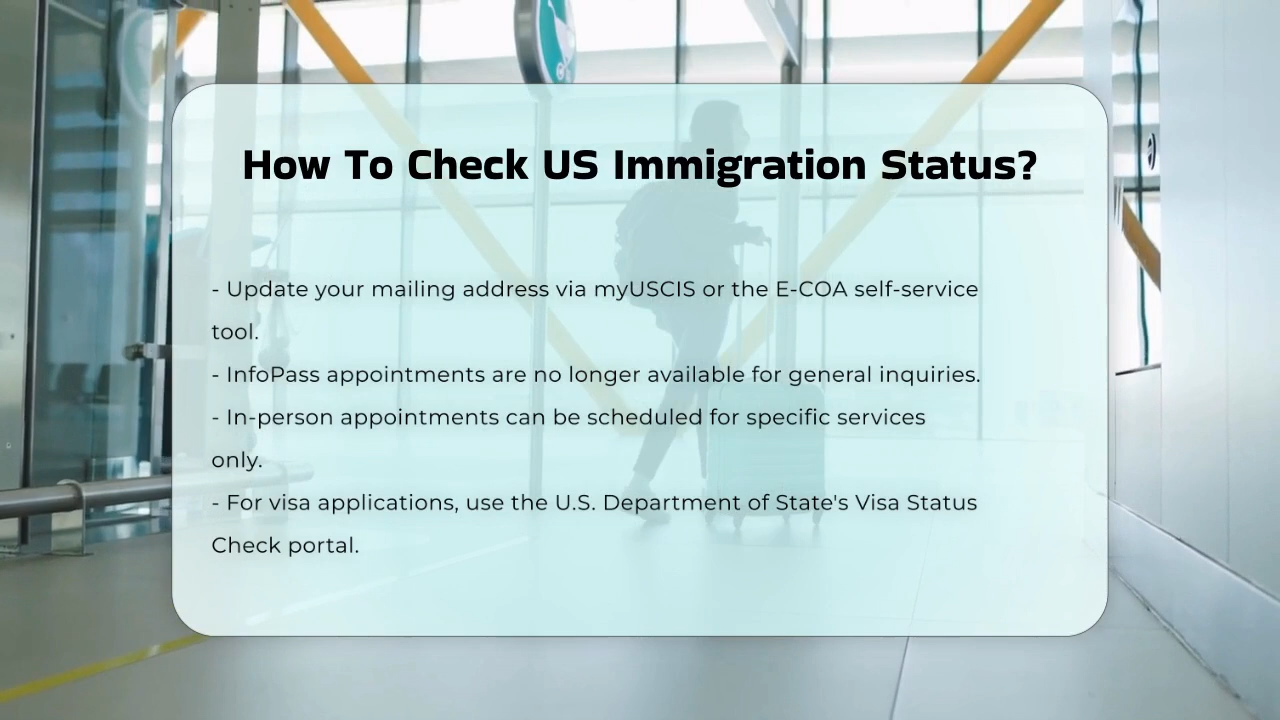 How To Check US Immigration Status?
- Update your mailing address via myUSCIS or the E-COA self-service
tool.
- InfoPass appointments are no longer available for general inquiries.
- In-person appointments can be scheduled for specific services
only.
- For visa applications, use the U.S. Department of State's Visa Status
Check portal.